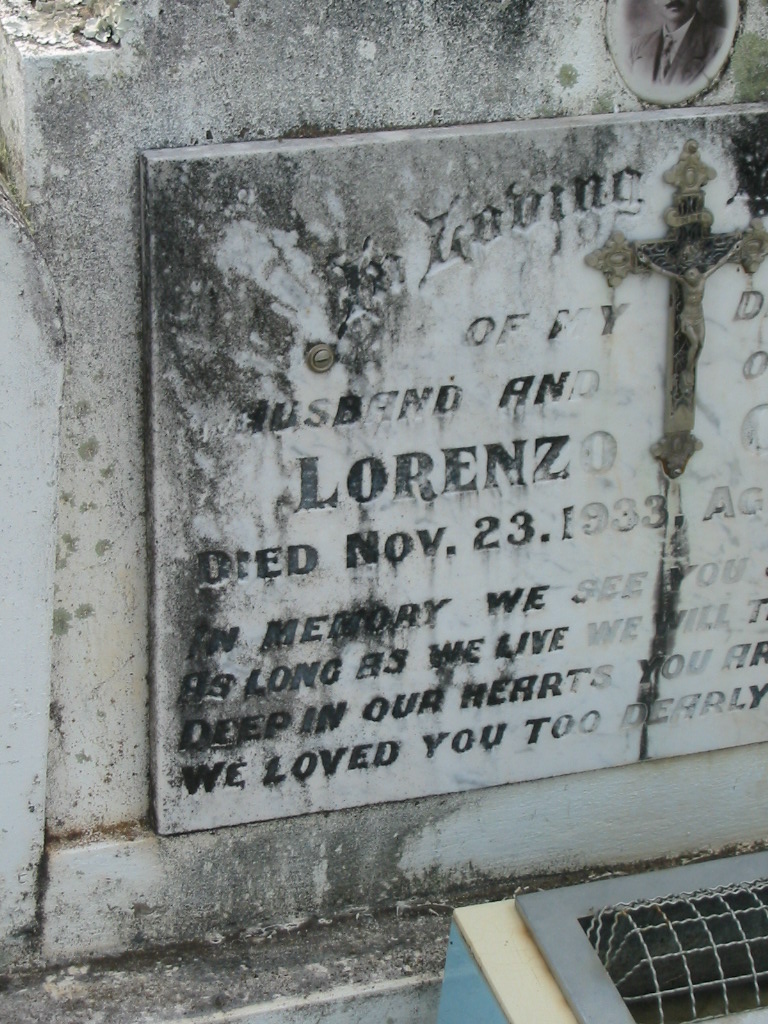 In Loving
OF MY
HUSBAND AND
LORENZO
DIED NOV. 23. 1933, AG
IN MEMORY WE SEE YOU
AS LONG AS WE LIVE WE WILL T
DEEP IN OUR HEARTS YOU AR
WE LOVED YOU TOO DEARLY